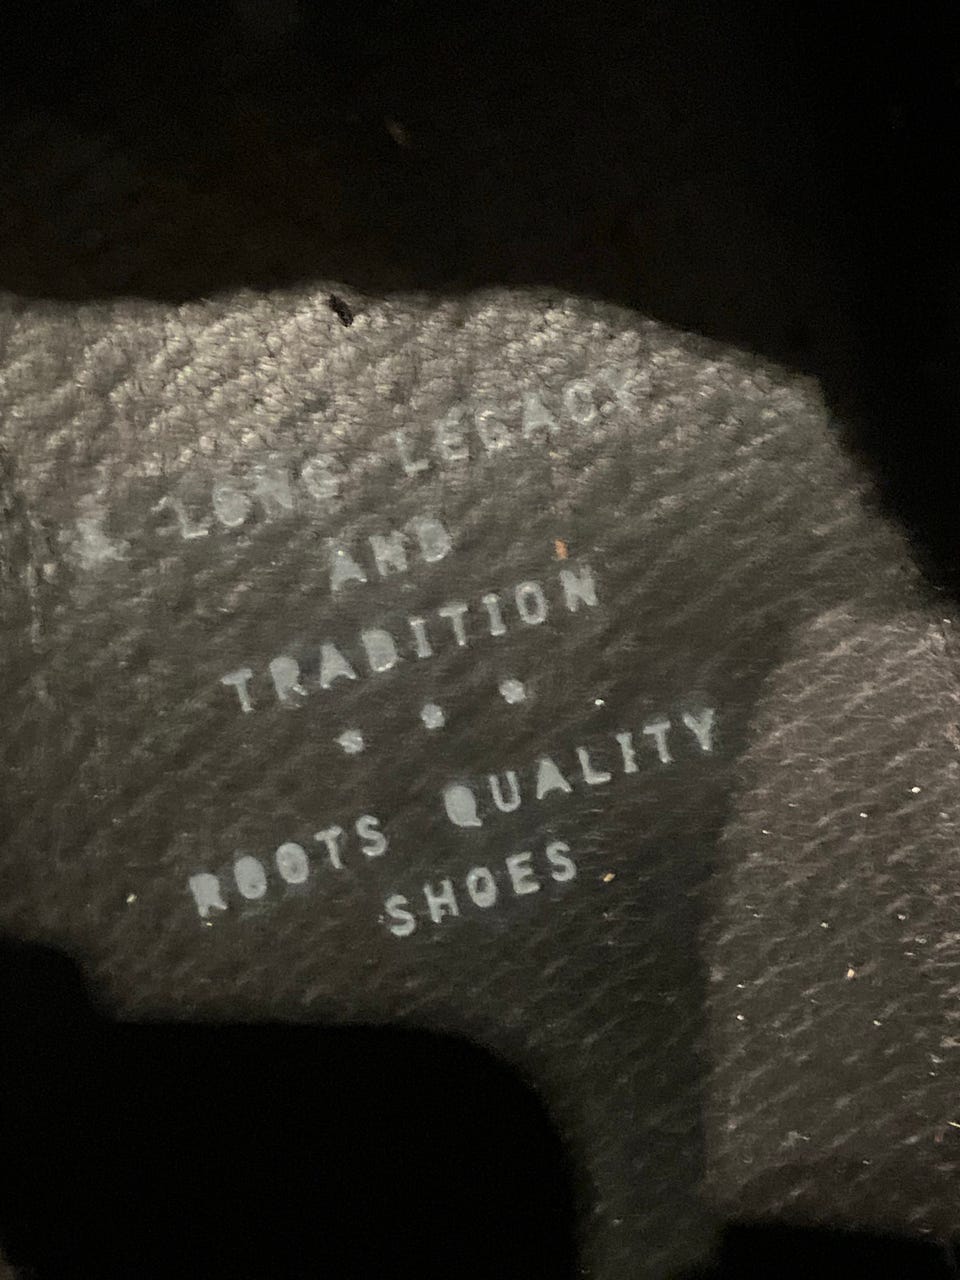 A LONG LEGACY
AND
TRADITION
* * *
ROOTS QUALITY
SHOES